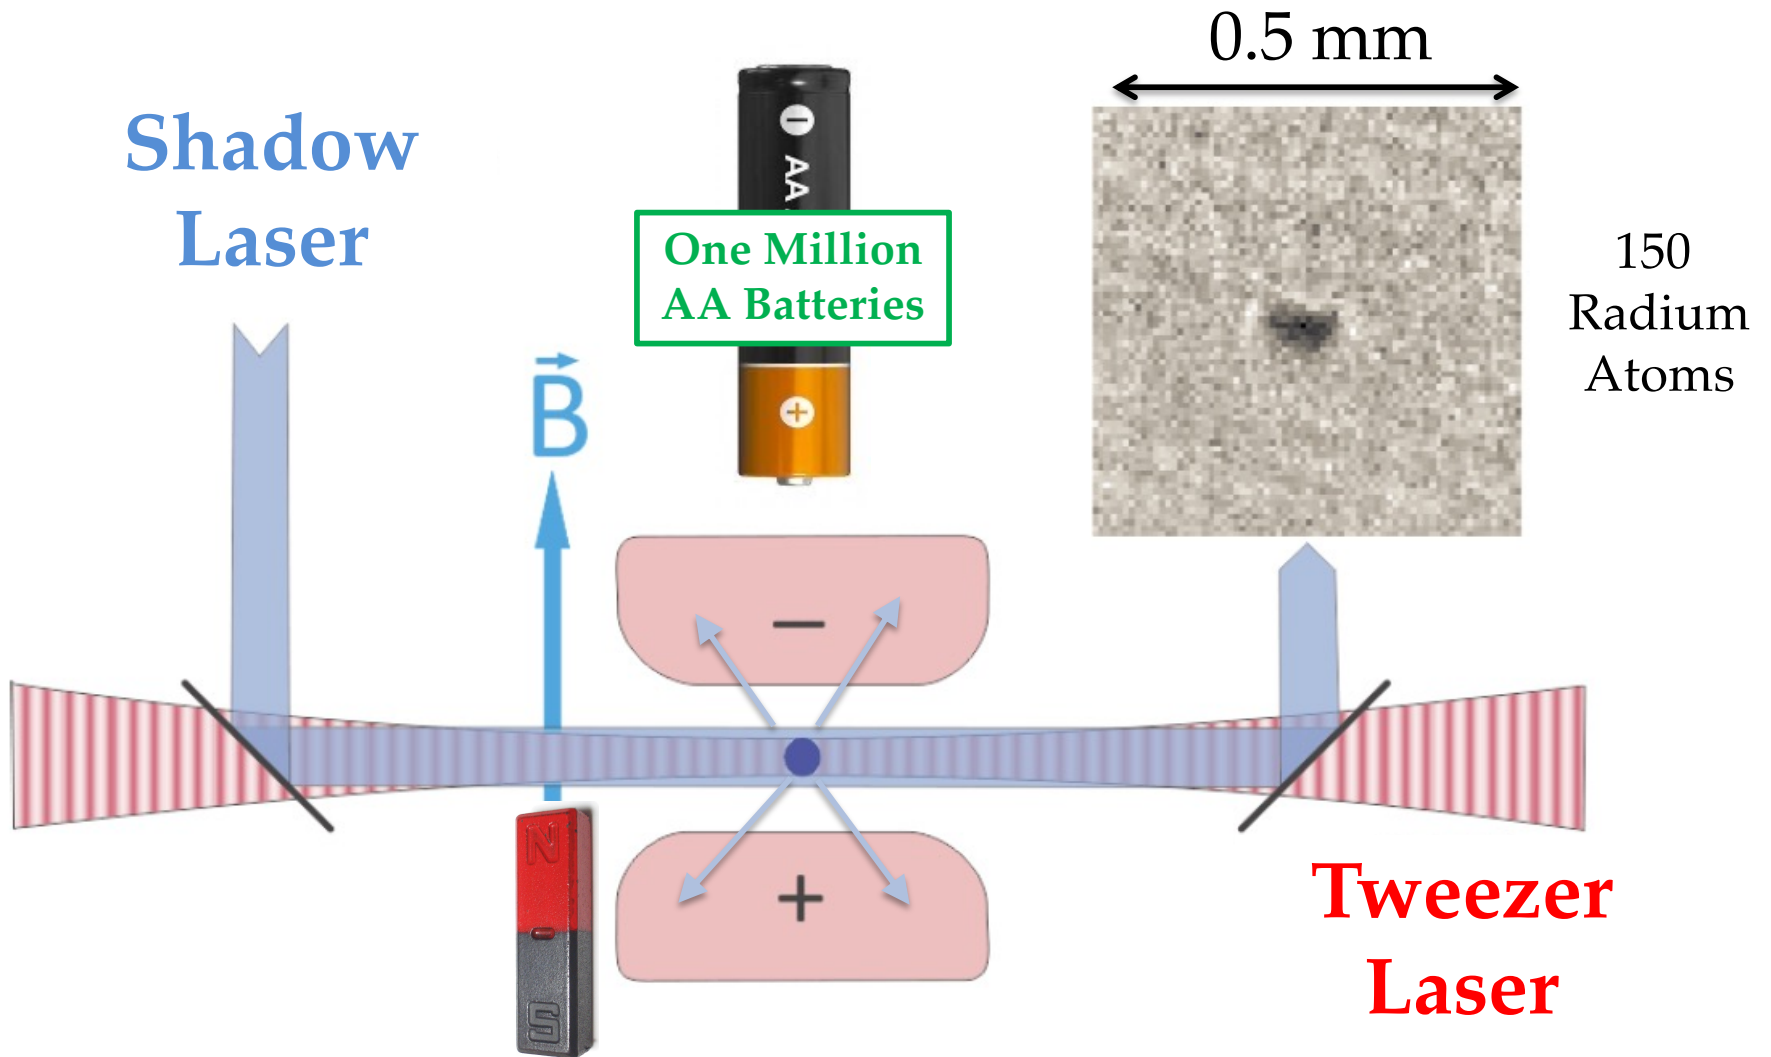 0.5 mm
Shadow
Laser
AA
One Million
AA Batteries
150
Radium
Atoms
B
N
S
Tweezer
Laser